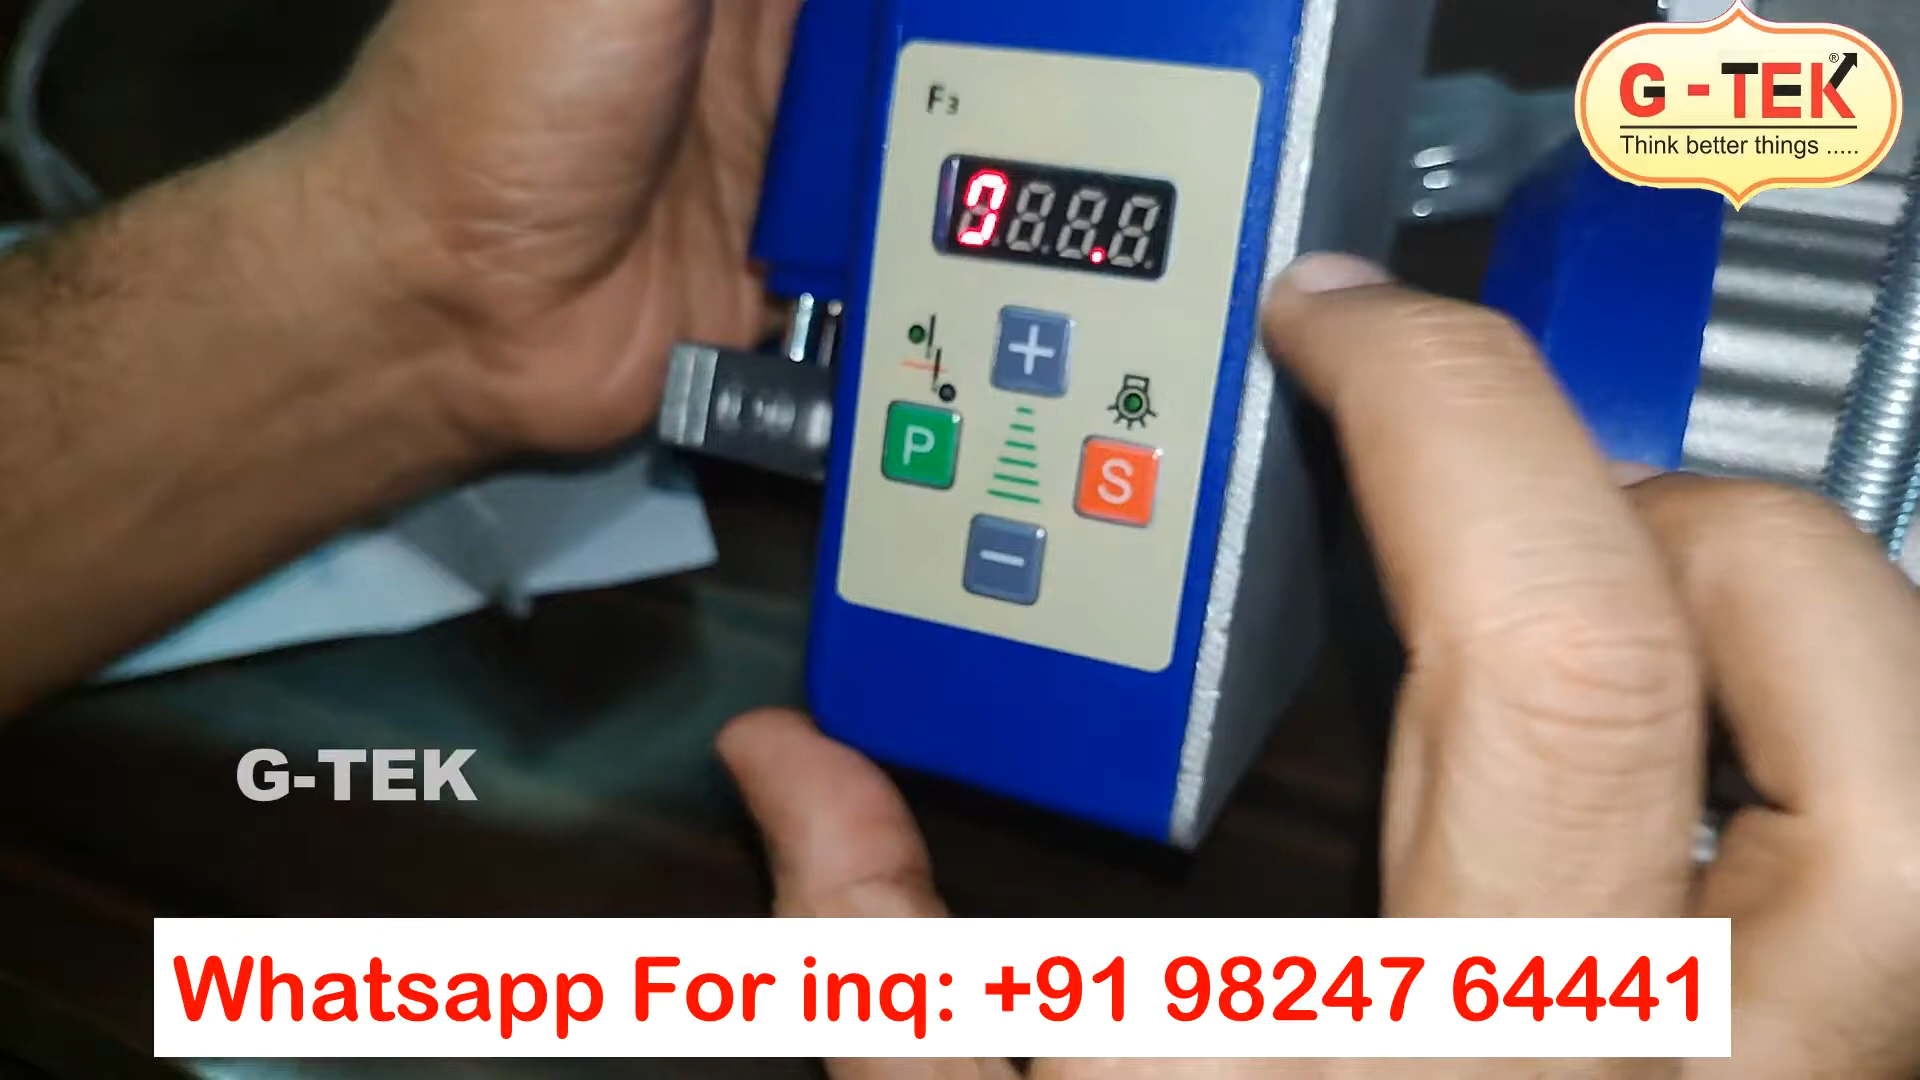 G-TEK®
Think better things .....
F3
+
P
S
−
G-TEK
Whatsapp For inq: +91 98247 64441